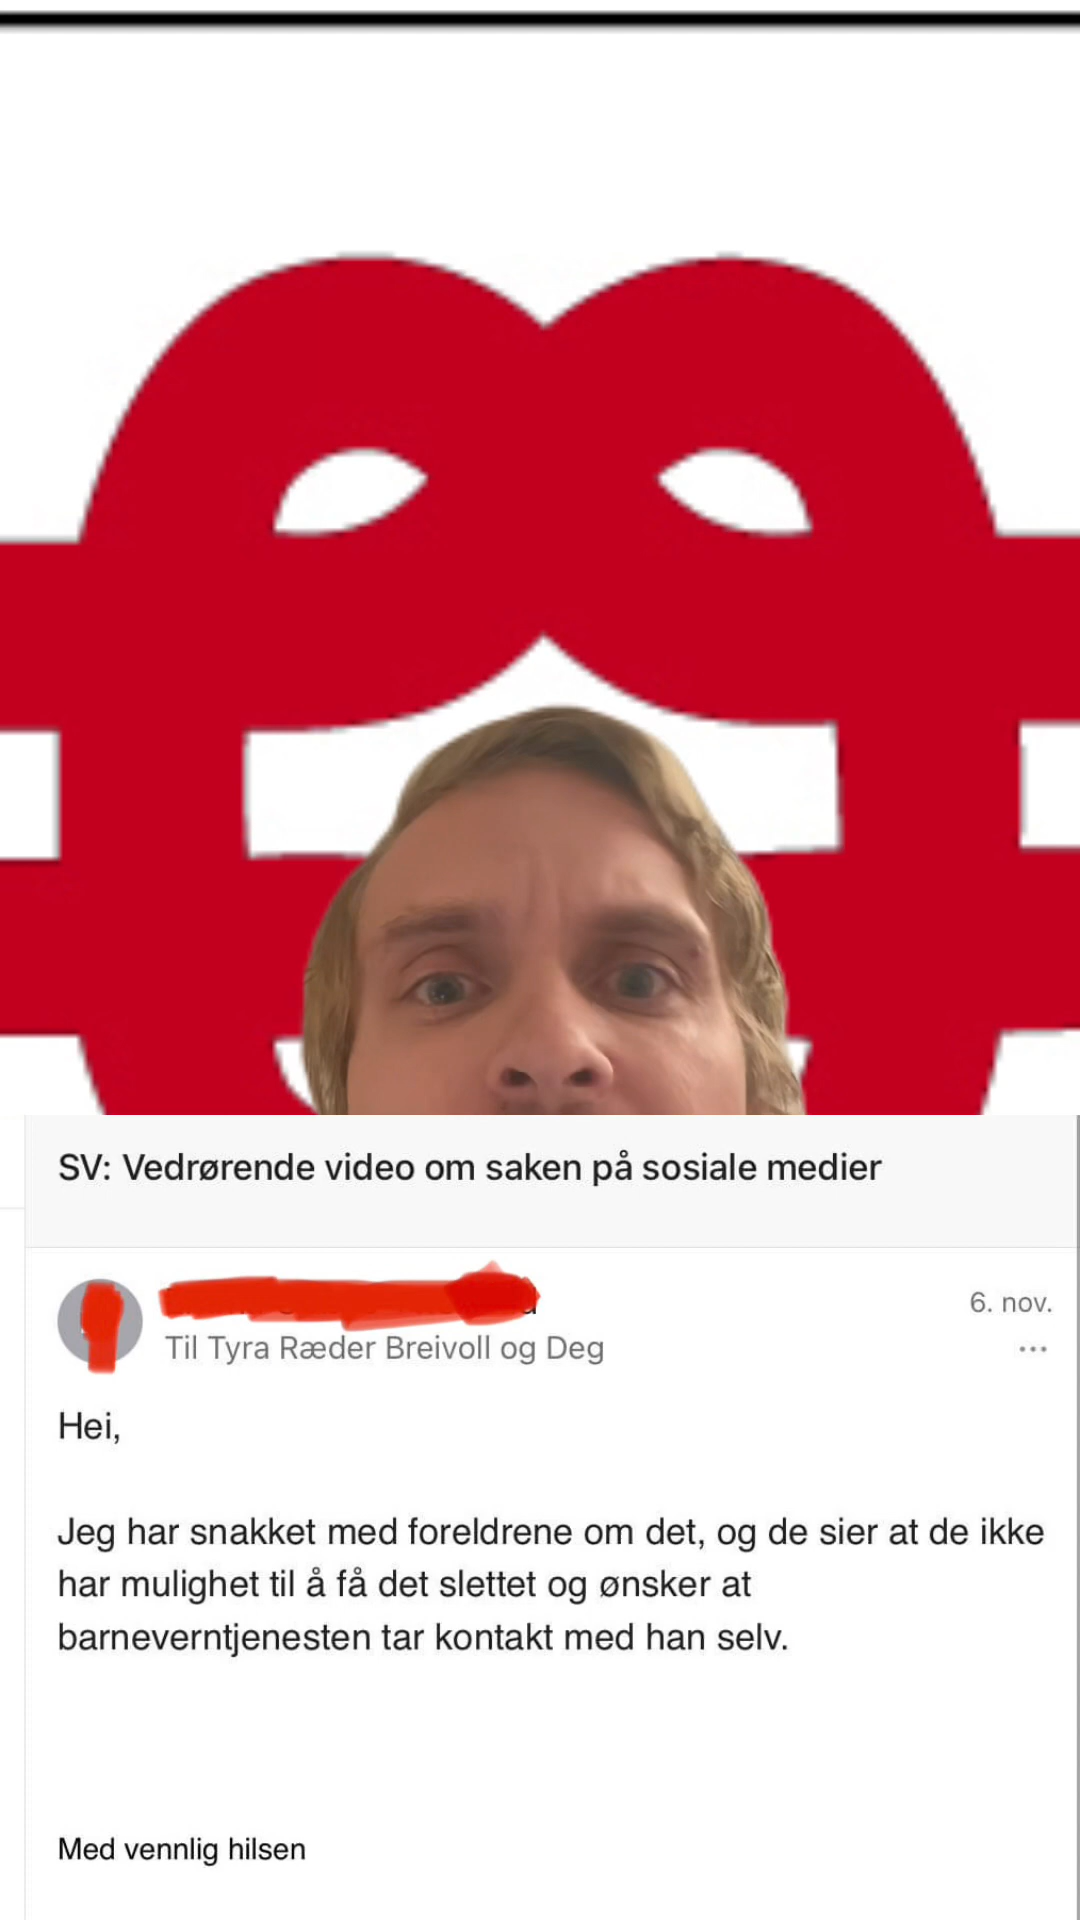 SV: Vedrørende video om saken på sosiale medier
6. nov.
Til Tyra Ræder Breivoll og Deg
Hei,
Jeg har snakket med foreldrene om det, og de sier at de ikke
har mulighet til å få det slettet og ønsker at
barneverntjenesten tar kontakt med han selv.
Med vennlig hilsen